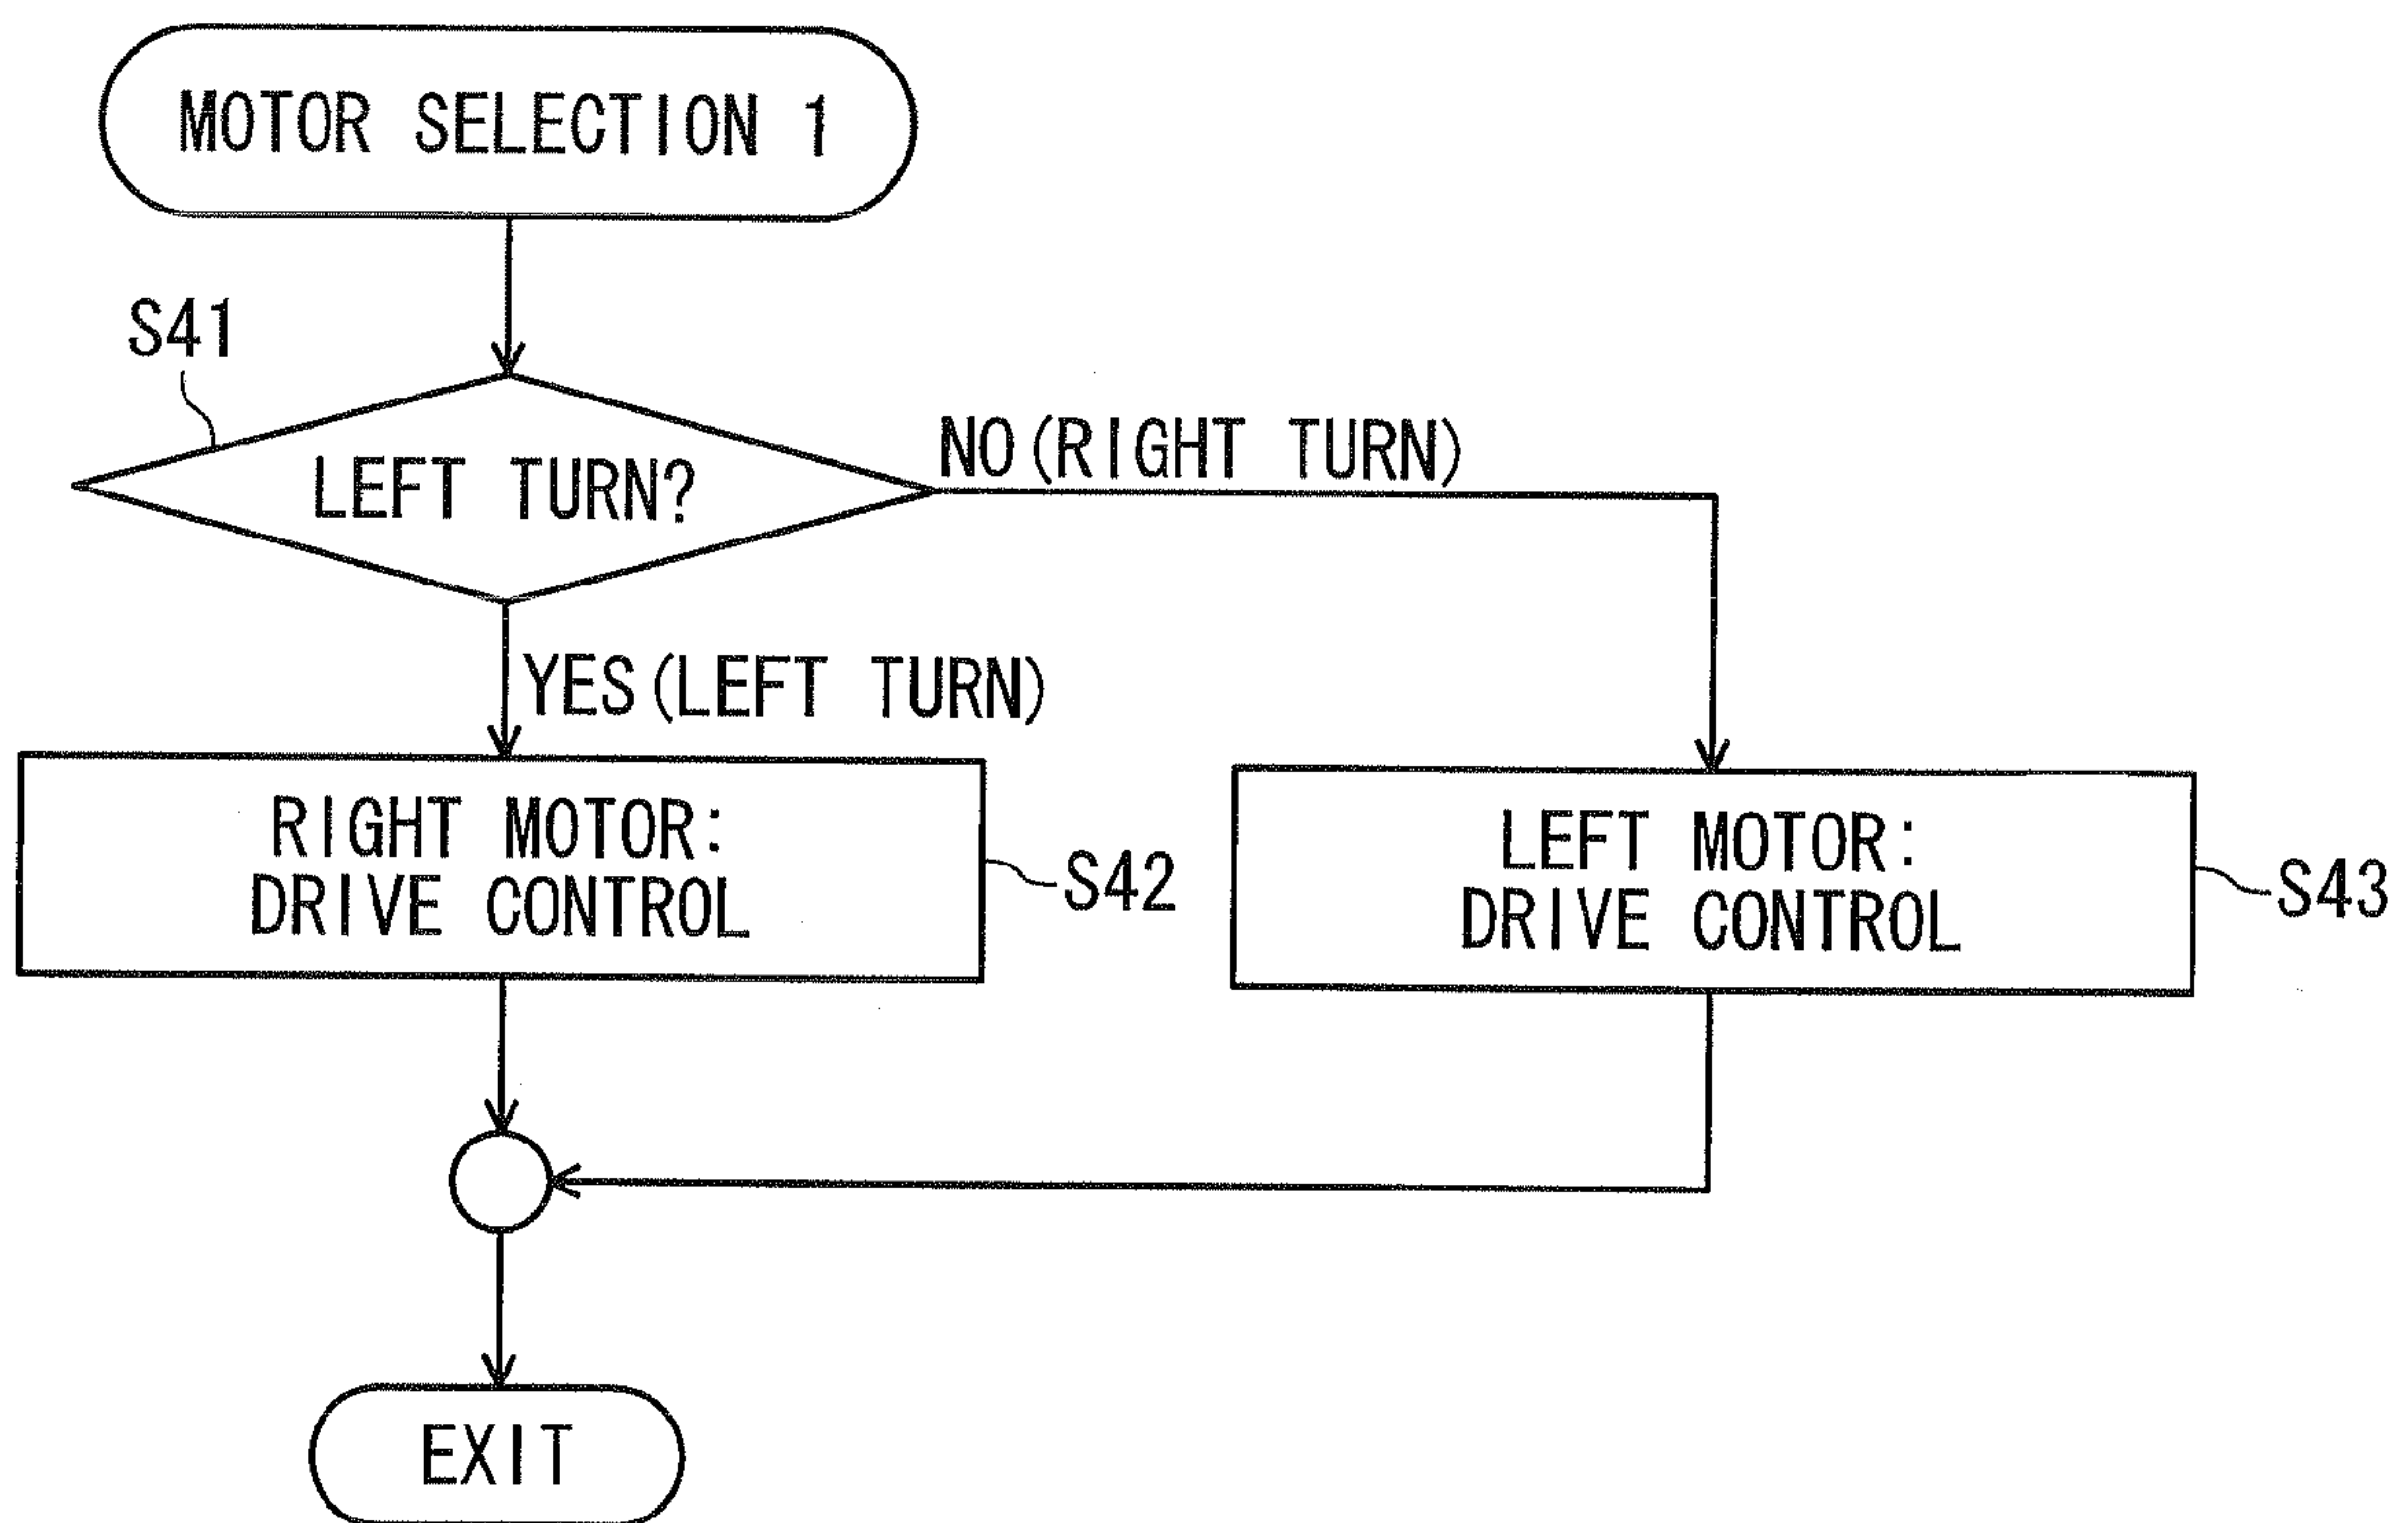 MOTOR SELECTION 1
S41
LEFT TURN?
NO(RIGHT TURN)
YES(LEFT TURN)
RIGHT MOTOR:
DRIVE CONTROL
S42
LEFT MOTOR:
DRIVE CONTROL
S43
EXIT